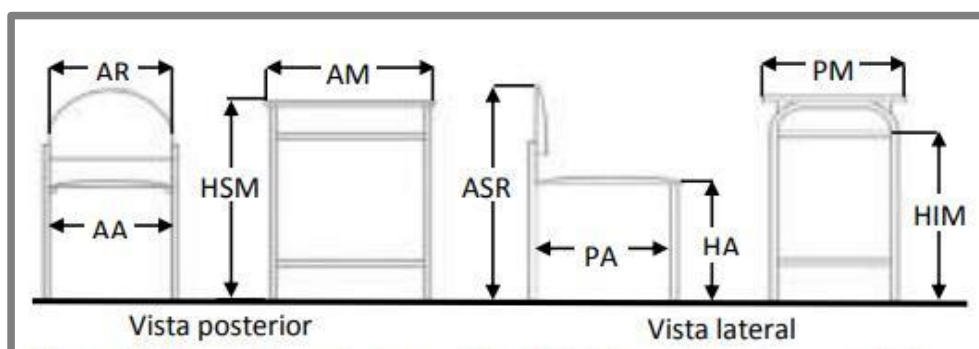 AR AM PM
HSM ASR HIM
AA PA HA
Vista posterior Vista lateral